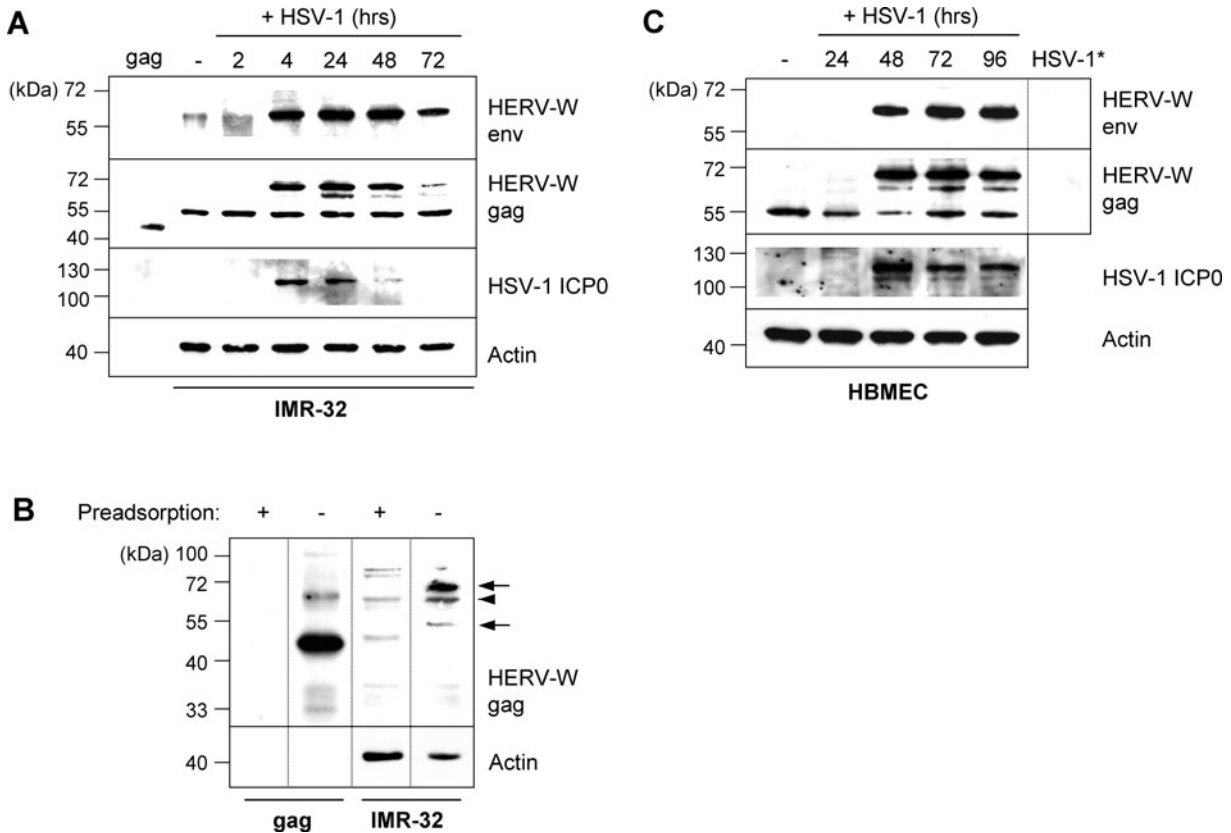 A
+ HSV-1 (hrs)
gag - 2 4 24 48 72
(kDa) 72
55
HERV-W
env
72
55
40
HERV-W
gag
130
100
HSV-1 ICP0
40
Actin
IMR-32
C
+ HSV-1 (hrs)
- 24 48 72 96 HSV-1*
(kDa) 72
55
HERV-W
env
72
55
HERV-W
gag
130
100
HSV-1 ICP0
40
Actin
HBMEC
B
Preadsorption: + - + -
(kDa) 100
72
55
40
33
HERV-W
gag
40
Actin
gag IMR-32